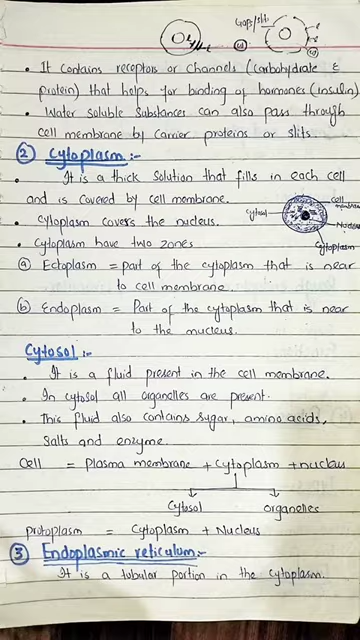 Gaps/slits
• It contains receptors or channels (carbohydrate &
protein) that helps for binding of hormones (insulin)
• Water soluble substances can also pass through
cell membrane by carrier proteins or slits.
② Cytoplasm :-
• It is a thick solution that fills in each cell
and is covered by cell membrane.
• Cytoplasm covers the nucleus.
• Cytoplasm have two zones
Cytosol
Cell
membrane
Cytoplasm
ⓐ Ectoplasm = part of the cytoplasm that is near
to cell membrane.
ⓑ Endoplasm = Part of the cytoplasm that is near
to the nucleus.
Cytosol :-
• It is a fluid present in the cell membrane.
• In cytosol all organelles are present.
• This fluid also contains sugar, amino acids,
salts and enzyme.
Cell = Plasma membrane + Cytoplasm + nucleus
Cytosol organelles
Protoplasm = Cytoplasm + Nucleus
③ Endoplasmic reticulum:-
It is a tubular portion in the cytoplasm.